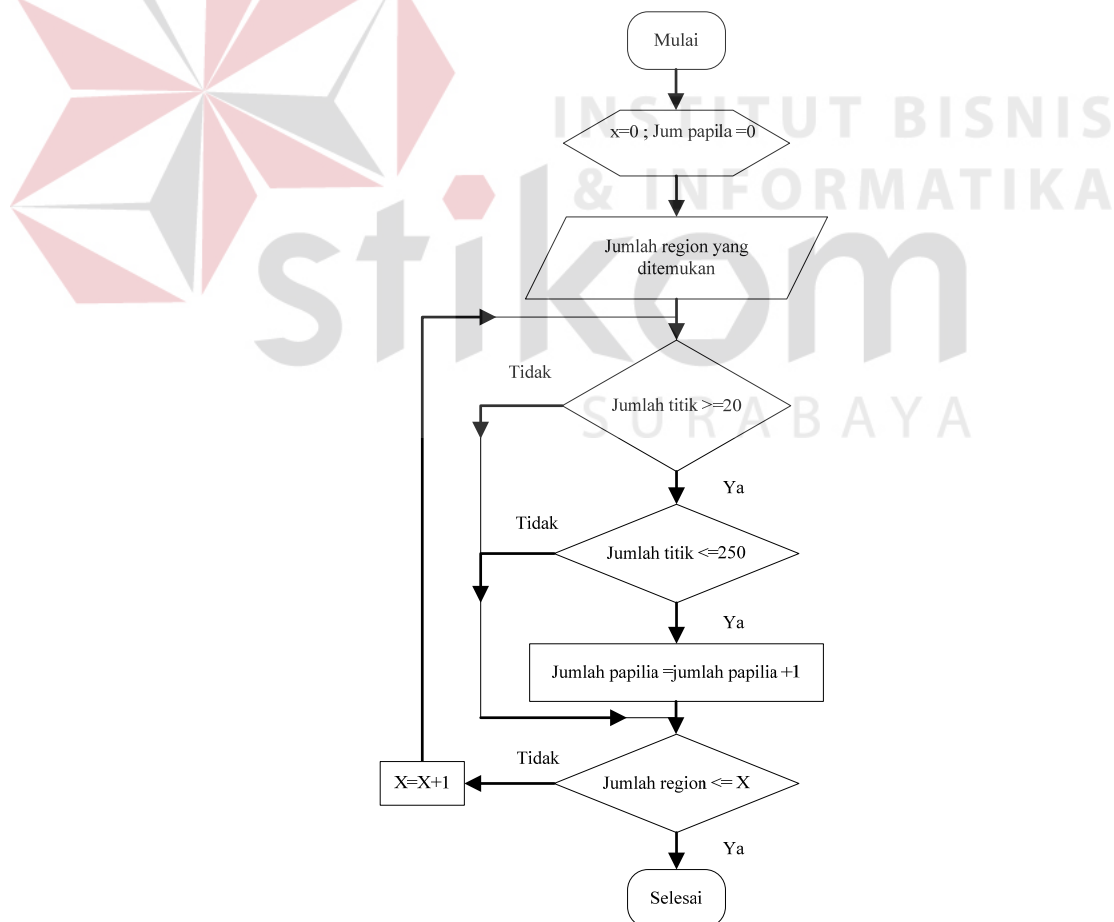 Mulai
INSTITUT BISNIS
x=0 ; Jum papila =0
& INFORMATIKA
stikom
Jumlah region yang
ditemukan
Tidak
Jumlah titik >=20
SURABAYA
Ya
Tidak
Jumlah titik <=250
Ya
Jumlah papilia =jumlah papilia +1
Tidak
X=X+1
Jumlah region <= X
Ya
Selesai